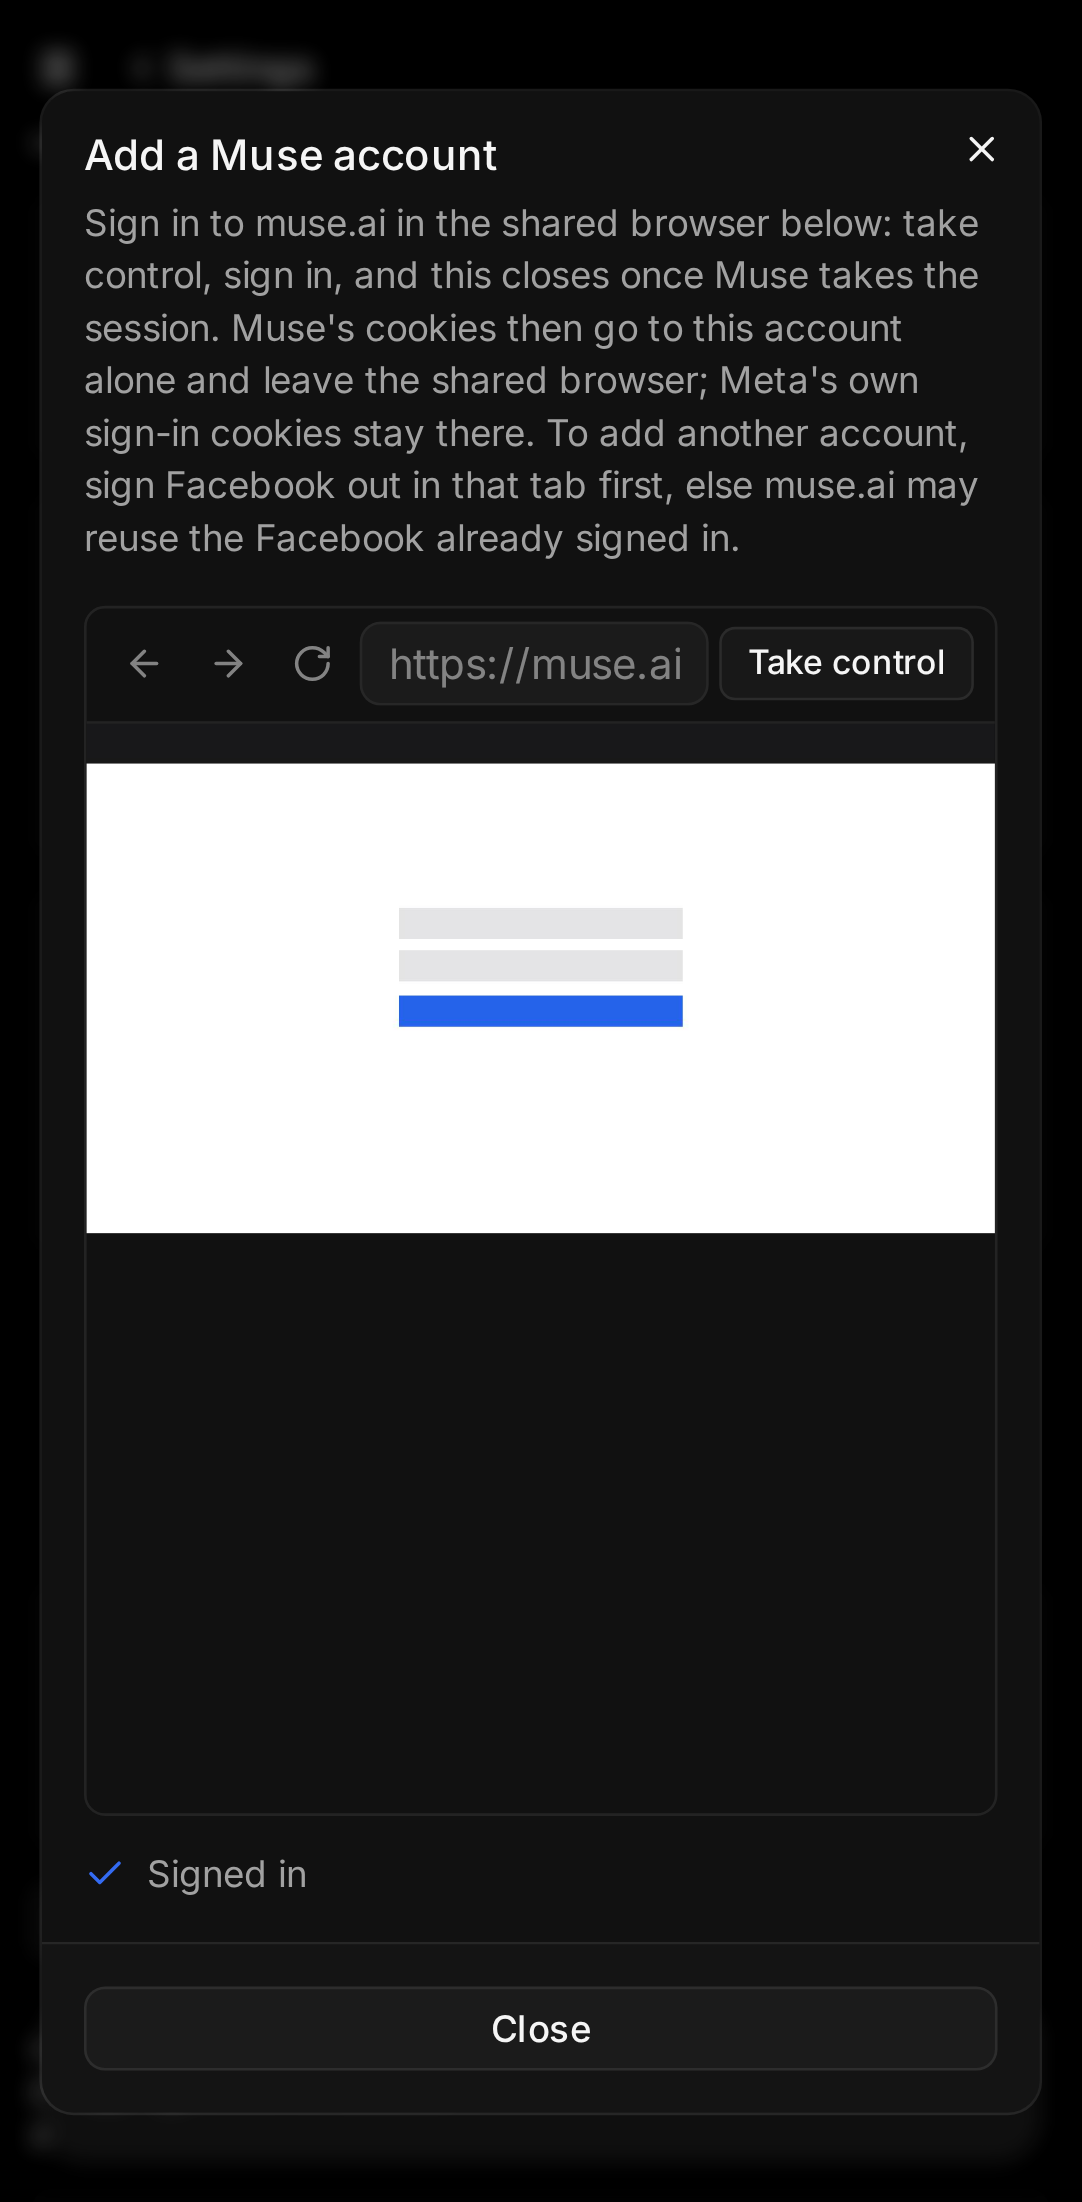 Settings
Add a Muse account
Sign in to muse.ai in the shared browser below: take
control, sign in, and this closes once Muse takes the
session. Muse's cookies then go to this account
alone and leave the shared browser; Meta's own
sign-in cookies stay there. To add another account,
sign Facebook out in that tab first, else muse.ai may
reuse the Facebook already signed in.
https://muse.ai
Take control
Signed in
Close